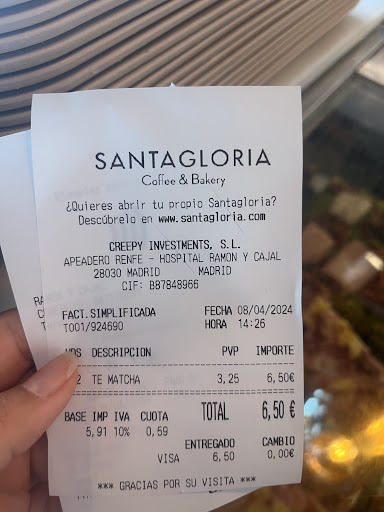 SANTAGLORIA
Coffee & Bakery
¿Quieres abrir tu propio Santagloria?
Descúbrelo en www.santagloria.com
CREEPY INVESTMENTS, S.L.
APEADERO RENFE - HOSPITAL RAMON Y CAJAL
28030 MADRID MADRID
CIF: B87848966
FACT.SIMPLIFICADA FECHA 08/04/2024
T001/924690 HORA 14:26
UDS DESCRIPCION PVP IMPORTE
2 TE MATCHA 3,25 6,50€
BASE IMP IVA CUOTA TOTAL 6,50 €
5,91 10% 0,59
ENTREGADO CAMBIO
VISA 6,50 0,00€
*** GRACIAS POR SU VISITA ***